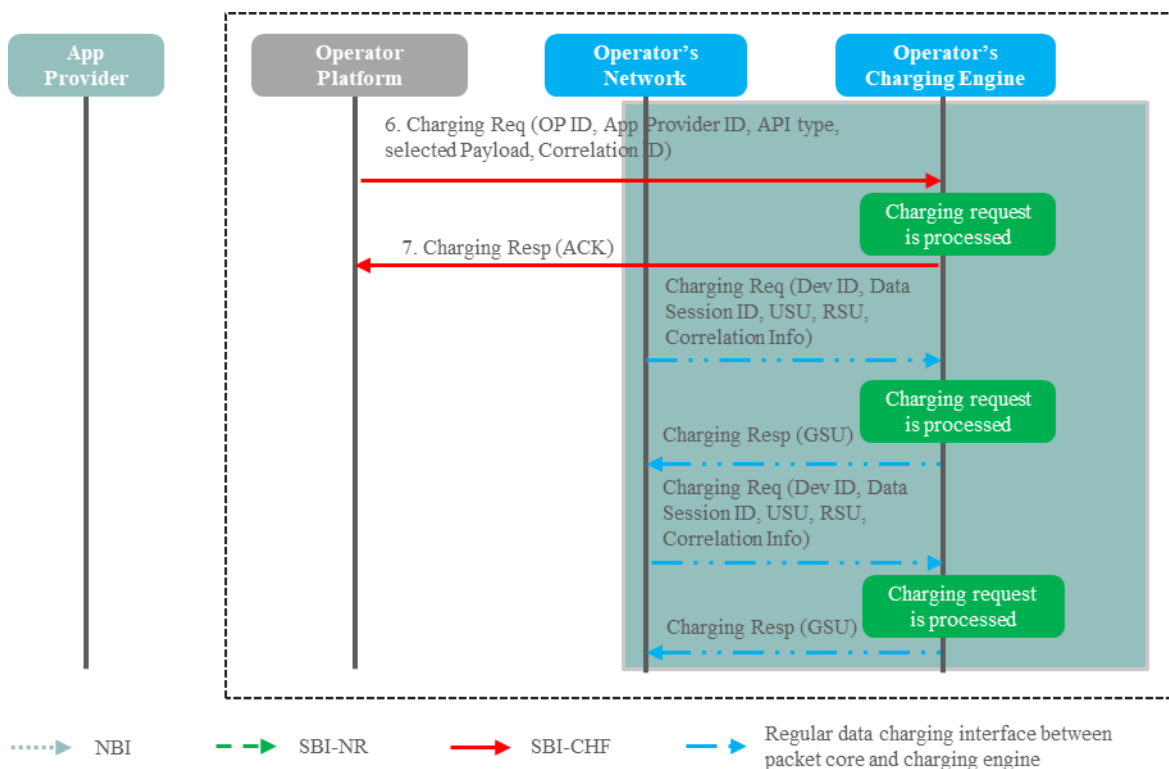 App
Provider
Operator
Platform
Operator's
Network
Operator's
Charging Engine
6. Charging Req (OP ID, App Provider ID, API type,
selected Payload, Correlation ID)
Charging request
is processed
7. Charging Resp (ACK)
Charging Req (Dev ID, Data
Session ID, USU, RSU,
Correlation Info)
Charging request
is processed
Charging Resp (GSU)
Charging Req (Dev ID, Data
Session ID, USU, RSU,
Correlation Info)
Charging request
is processed
Charging Resp (GSU)
NBI
SBI-NR
SBI-CHF
Regular data charging interface between
packet core and charging engine